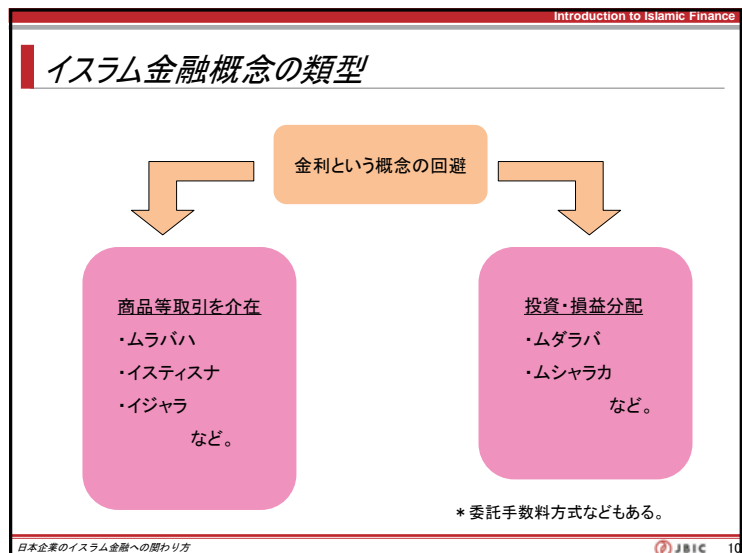 Introduction to Islamic Finance
イスラム金融概念の類型
金利という概念の回避
商品等取引を介在
・ムラバハ
・イスティスナ
・イジャラ
など。
投資・損益分配
・ムダラバ
・ムシャラカ
など。
* 委託手数料方式などもある。
日本企業のイスラム金融への関わり方
JBIC 10